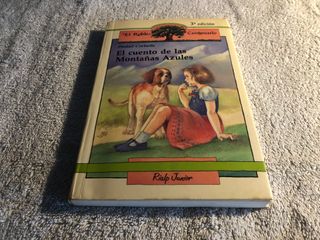 El Roble Centenario
3ª edición
El cuento de las
Montañas Azules
Rialp Junior